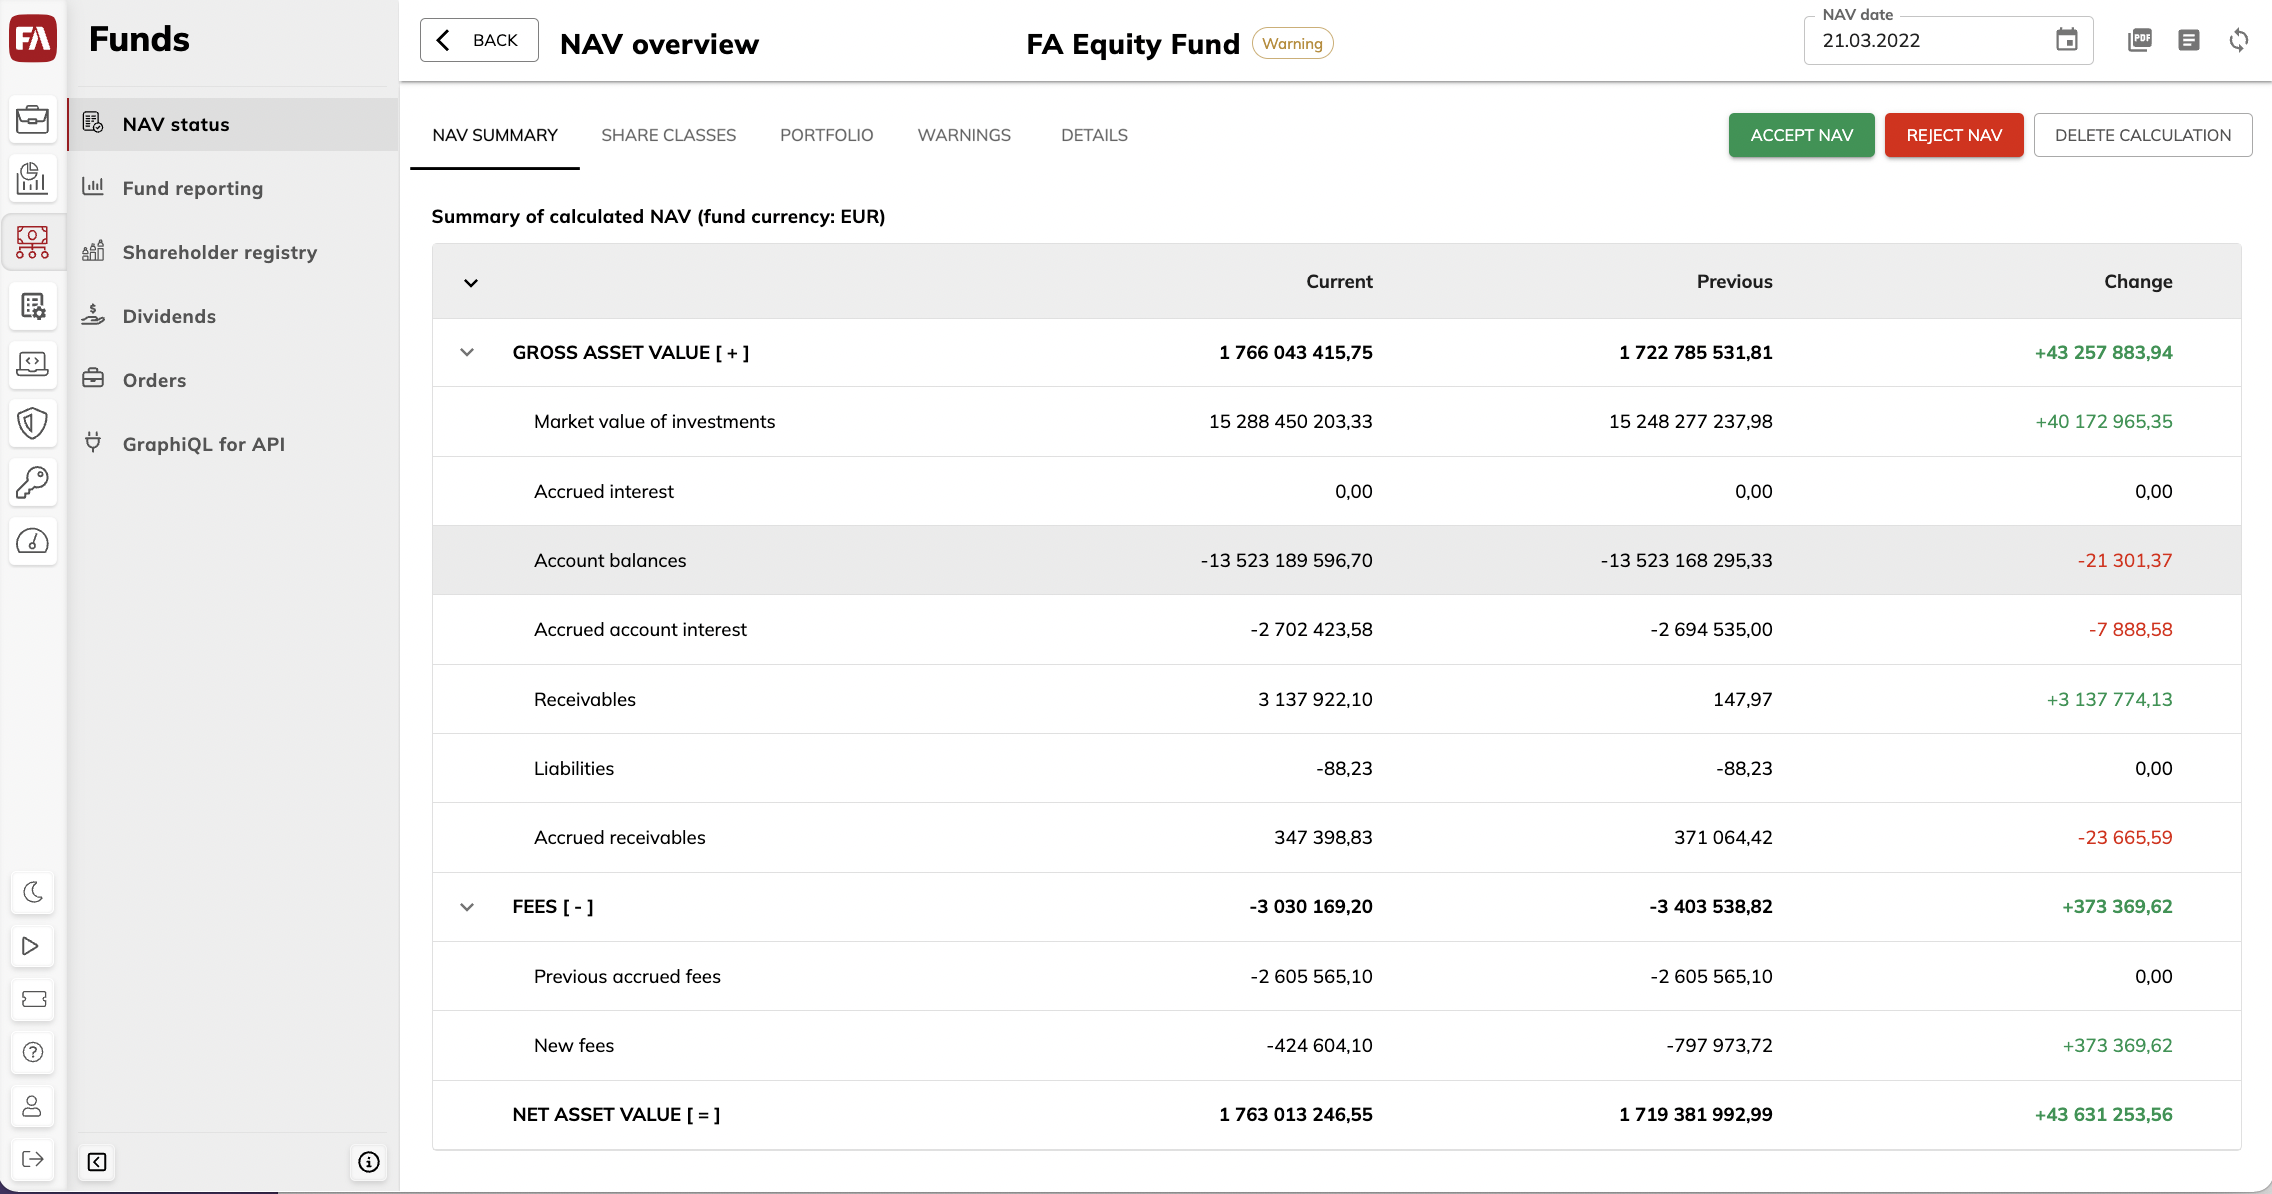 FA
Funds
BACK
NAV overview
FA Equity Fund
Warning
NAV date
21.03.2022
PDF
NAV status
Fund reporting
Shareholder registry
Dividends
Orders
GraphiQL for API
NAV SUMMARY
SHARE CLASSES
PORTFOLIO
WARNINGS
DETAILS
ACCEPT NAV
REJECT NAV
DELETE CALCULATION
Summary of calculated NAV (fund currency: EUR)
Current Previous Change
GROSS ASSET VALUE [ + ] 1 766 043 415,75 1 722 785 531,81 +43 257 883,94
Market value of investments 15 288 450 203,33 15 248 277 237,98 +40 172 965,35
Accrued interest 0,00 0,00 0,00
Account balances -13 523 189 596,70 -13 523 168 295,33 -21 301,37
Accrued account interest -2 702 423,58 -2 694 535,00 -7 888,58
Receivables 3 137 922,10 147,97 +3 137 774,13
Liabilities -88,23 -88,23 0,00
Accrued receivables 347 398,83 371 064,42 -23 665,59
FEES [ - ] -3 030 169,20 -3 403 538,82 +373 369,62
Previous accrued fees -2 605 565,10 -2 605 565,10 0,00
New fees -424 604,10 -797 973,72 +373 369,62
NET ASSET VALUE [ = ] 1 763 013 246,55 1 719 381 992,99 +43 631 253,56